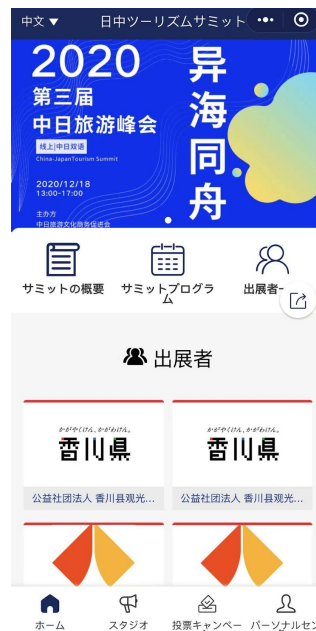 中文 ▼
日中ツーリズムサミット
2020
第三届
中日旅游峰会
线上|中日双语
China-JapanTourism Summit
2020/12/18
13:00-17:00
主办方
中日旅游文化商务促进会
异海同舟
サミットの概要
サミットプログラム
出展者一
出展者
かがやくけん、かがわけん。
香川県
公益社団法人 香川县观光...
かがやくけん、かがわけん。
香川県
公益社団法人 香川县观光...
ホーム
スタジオ
投票キャンペー
パーソナルセン